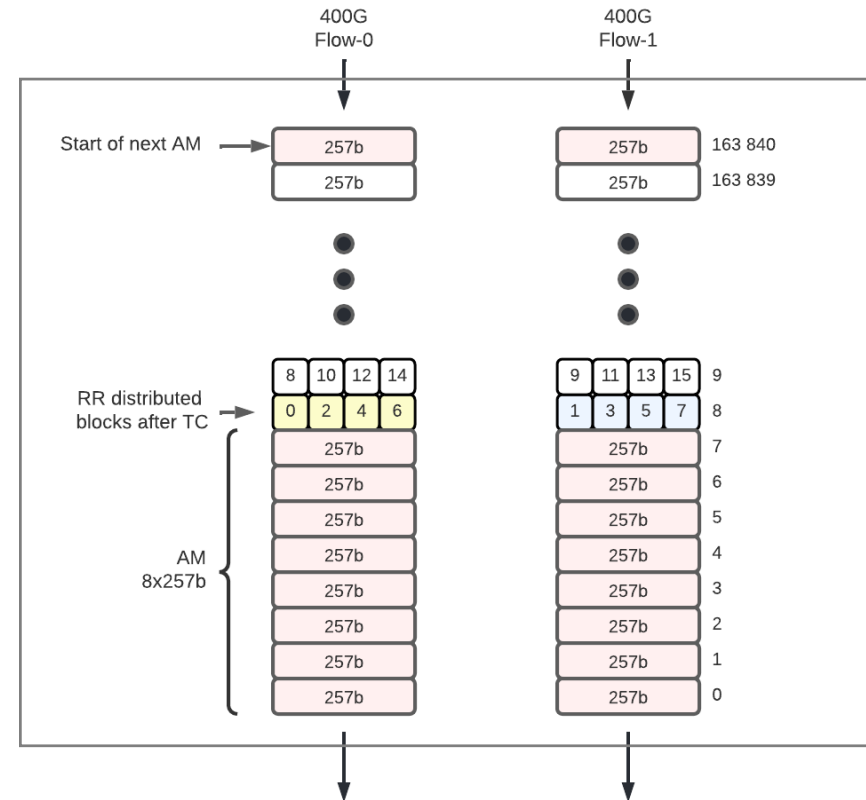 400G
Flow-0
400G
Flow-1
Start of next AM
257b
257b
163 840
257b
257b
163 839
8 10 12 14
9 11 13 15
9
RR distributed
blocks after TC
0 2 4 6
1 3 5 7
8
257b
257b
7
257b
257b
6
257b
257b
5
AM
8x257b
257b
257b
4
257b
257b
3
257b
257b
2
257b
257b
1
257b
257b
0